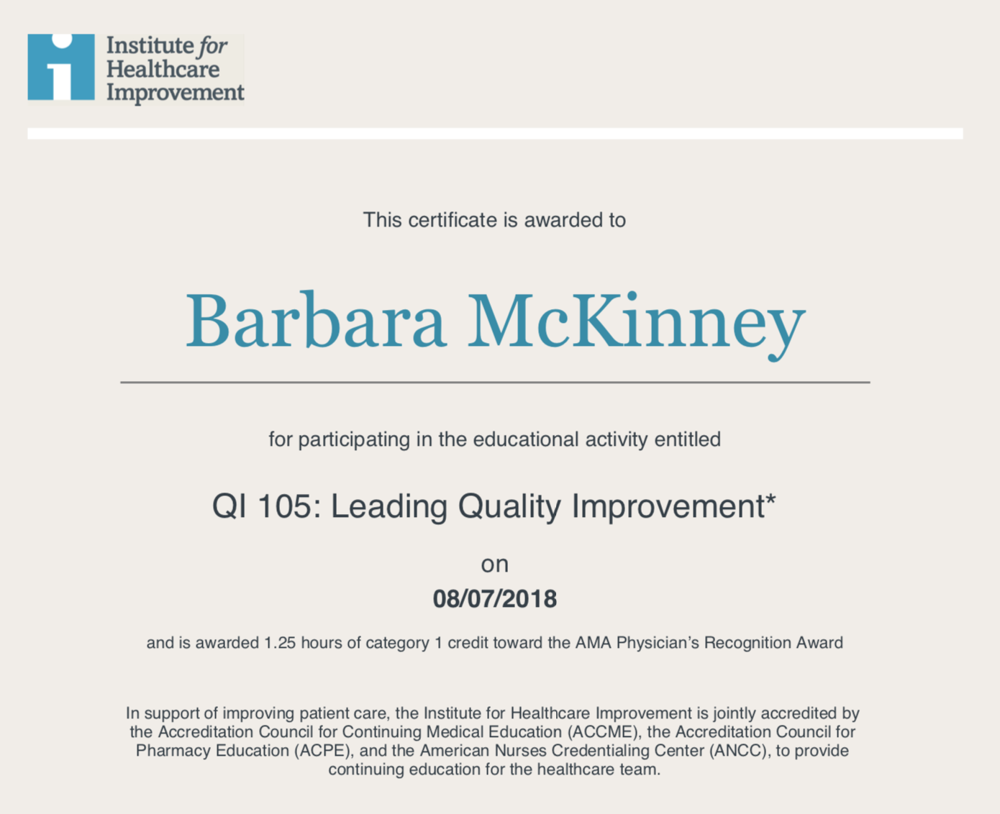 Institute for
Healthcare
Improvement
This certificate is awarded to
Barbara McKinney
for participating in the educational activity entitled
QI 105: Leading Quality Improvement*
on
08/07/2018
and is awarded 1.25 hours of category 1 credit toward the AMA Physician’s Recognition Award
In support of improving patient care, the Institute for Healthcare Improvement is jointly accredited by
the Accreditation Council for Continuing Medical Education (ACCME), the Accreditation Council for
Pharmacy Education (ACPE), and the American Nurses Credentialing Center (ANCC), to provide
continuing education for the healthcare team.